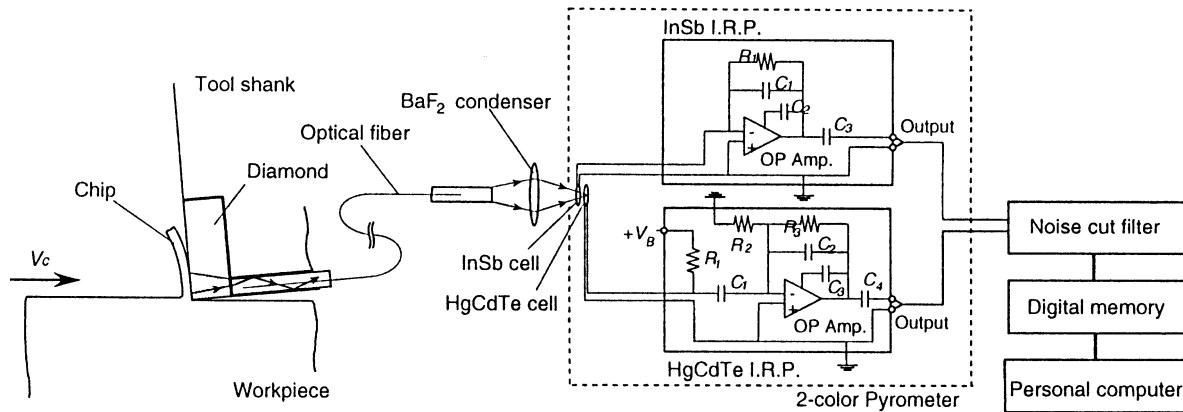 InSb I.R.P.
Tool shank
R1
C1
C2
C3
BaF2 condenser
Output
Optical fiber
OP Amp.
Diamond
Chip
+VB
R2
R3
Noise cut filter
Vc
R1
C2
InSb cell
C1
C3
C4
HgCdTe cell
Digital memory
OP Amp.
Output
HgCdTe I.R.P.
Workpiece
2-color Pyrometer
Personal computer